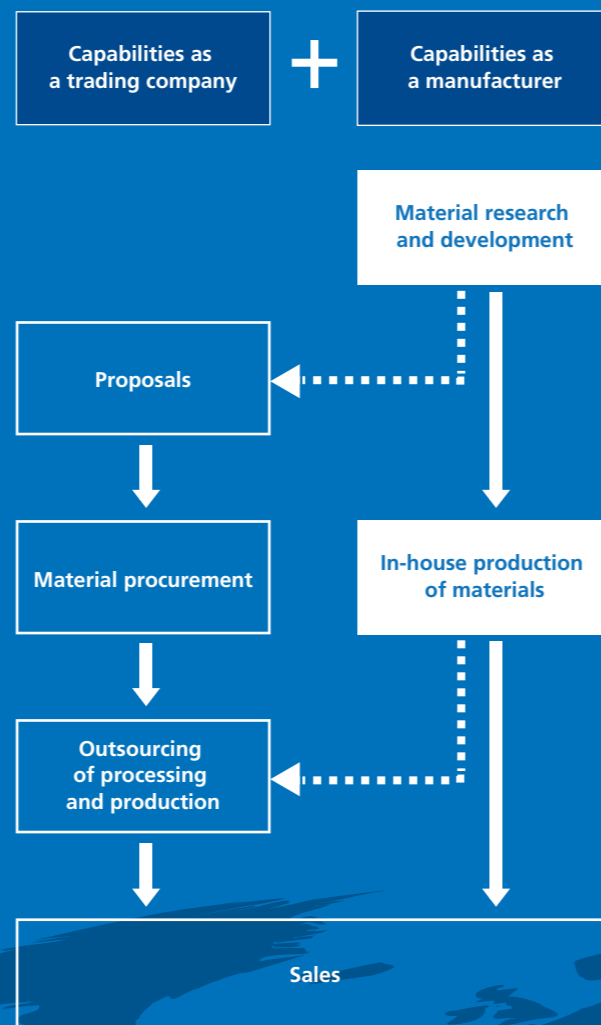 Capabilities as
a trading company
+
Capabilities as
a manufacturer
Material research
and development
Proposals
Material procurement
In-house production
of materials
Outsourcing
of processing
and production
Sales